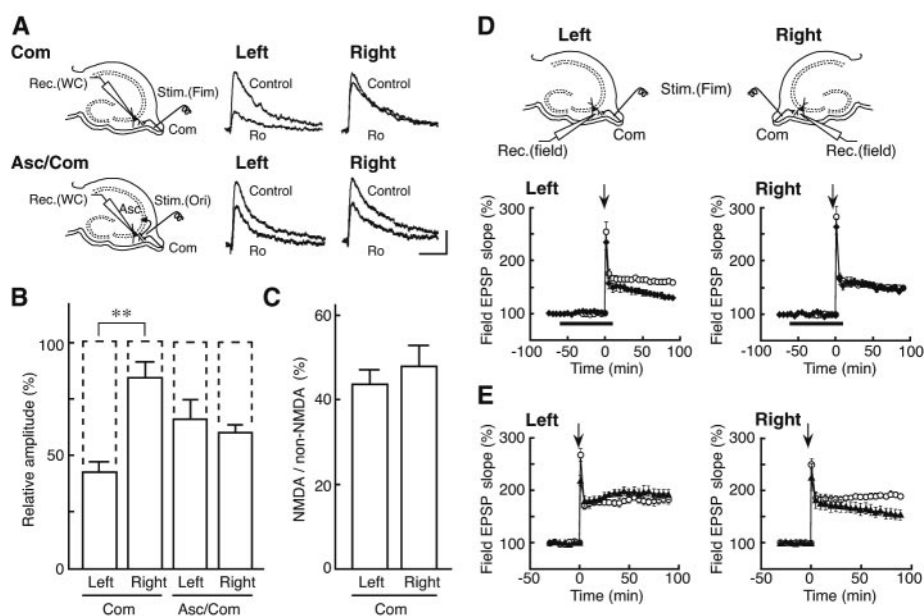 A
Com
Left
Right
Rec.(WC)
Stim.(Fim)
Com
Control
Ro
Control
Ro
Asc/Com
Left
Right
Rec.(WC)
Asc
Stim.(Ori)
Com
Control
Ro
Control
Ro
B
**
Relative amplitude (%)
100
50
0
Left
Right
Left
Right
Com
Asc/Com
C
NMDA / non-NMDA (%)
60
40
20
0
Left
Right
Com
D
Left
Right
Stim.(Fim)
Com
Com
Rec.(field)
Rec.(field)
Left
Field EPSP slope (%)
300
200
100
-100
-50
0
50
100
Time (min)
Right
Field EPSP slope (%)
300
200
100
-100
-50
0
50
100
Time (min)
E
Left
Field EPSP slope (%)
300
200
100
-50
0
50
100
Time (min)
Right
Field EPSP slope (%)
300
200
100
-50
0
50
100
Time (min)